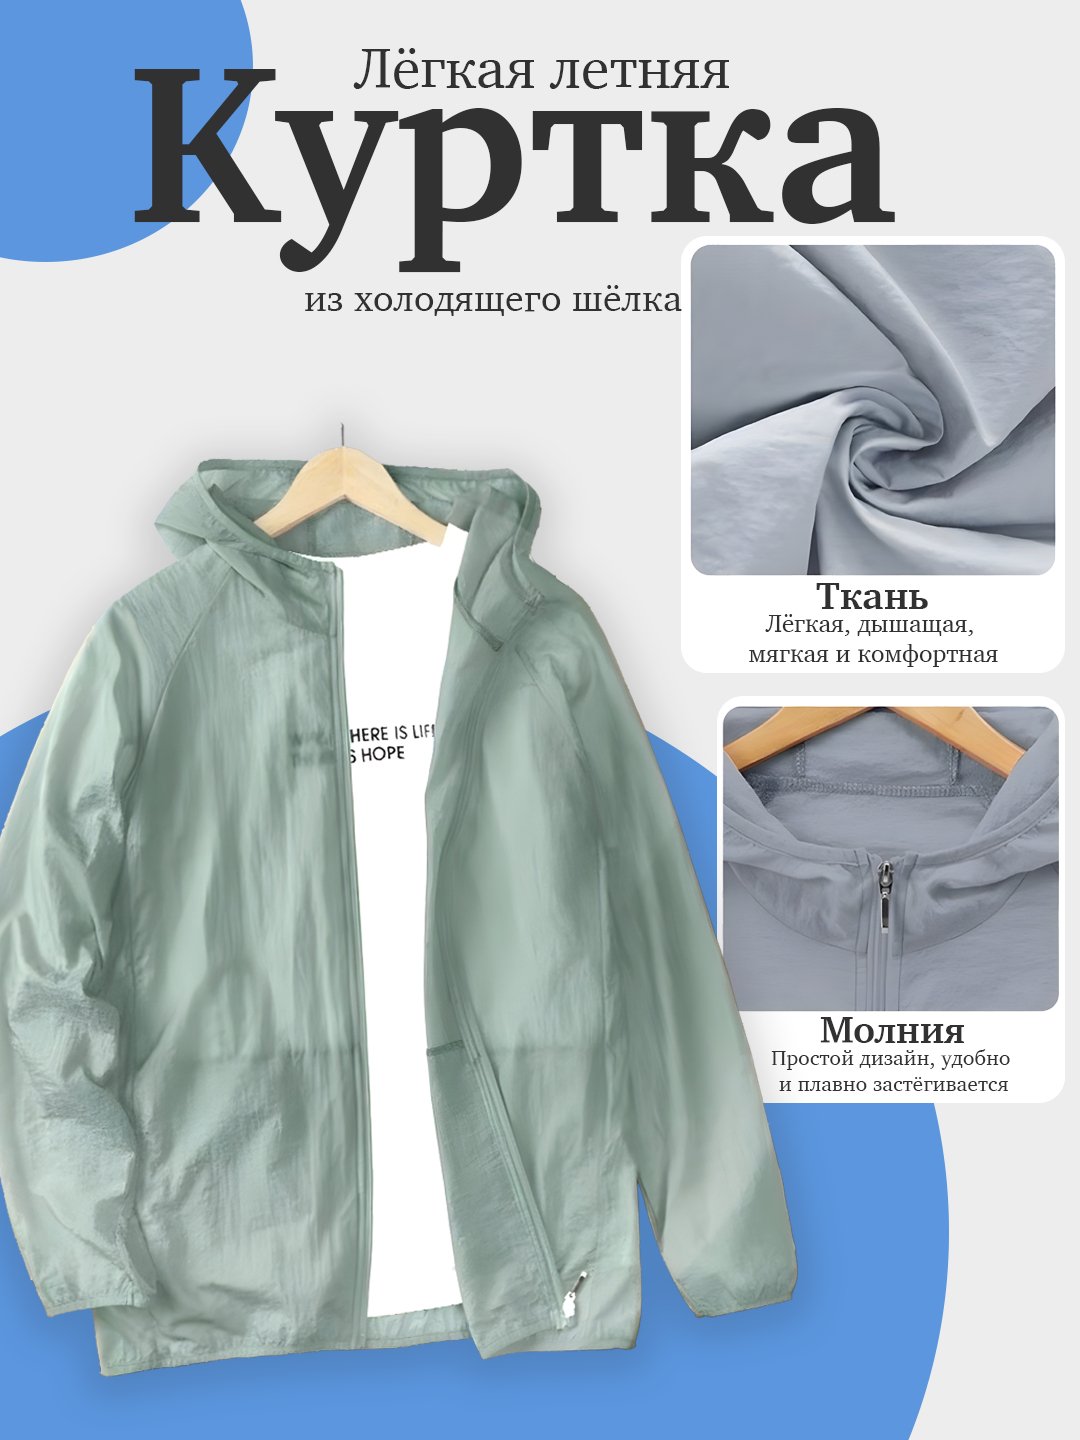 Лёгкая летняя
Куртка
из холодящего шёлка
Ткань
Лёгкая, дышащая,
мягкая и комфортная
HERE IS LIF
S HOPE
Молния
Простой дизайн, удобно
и плавно застёгивается